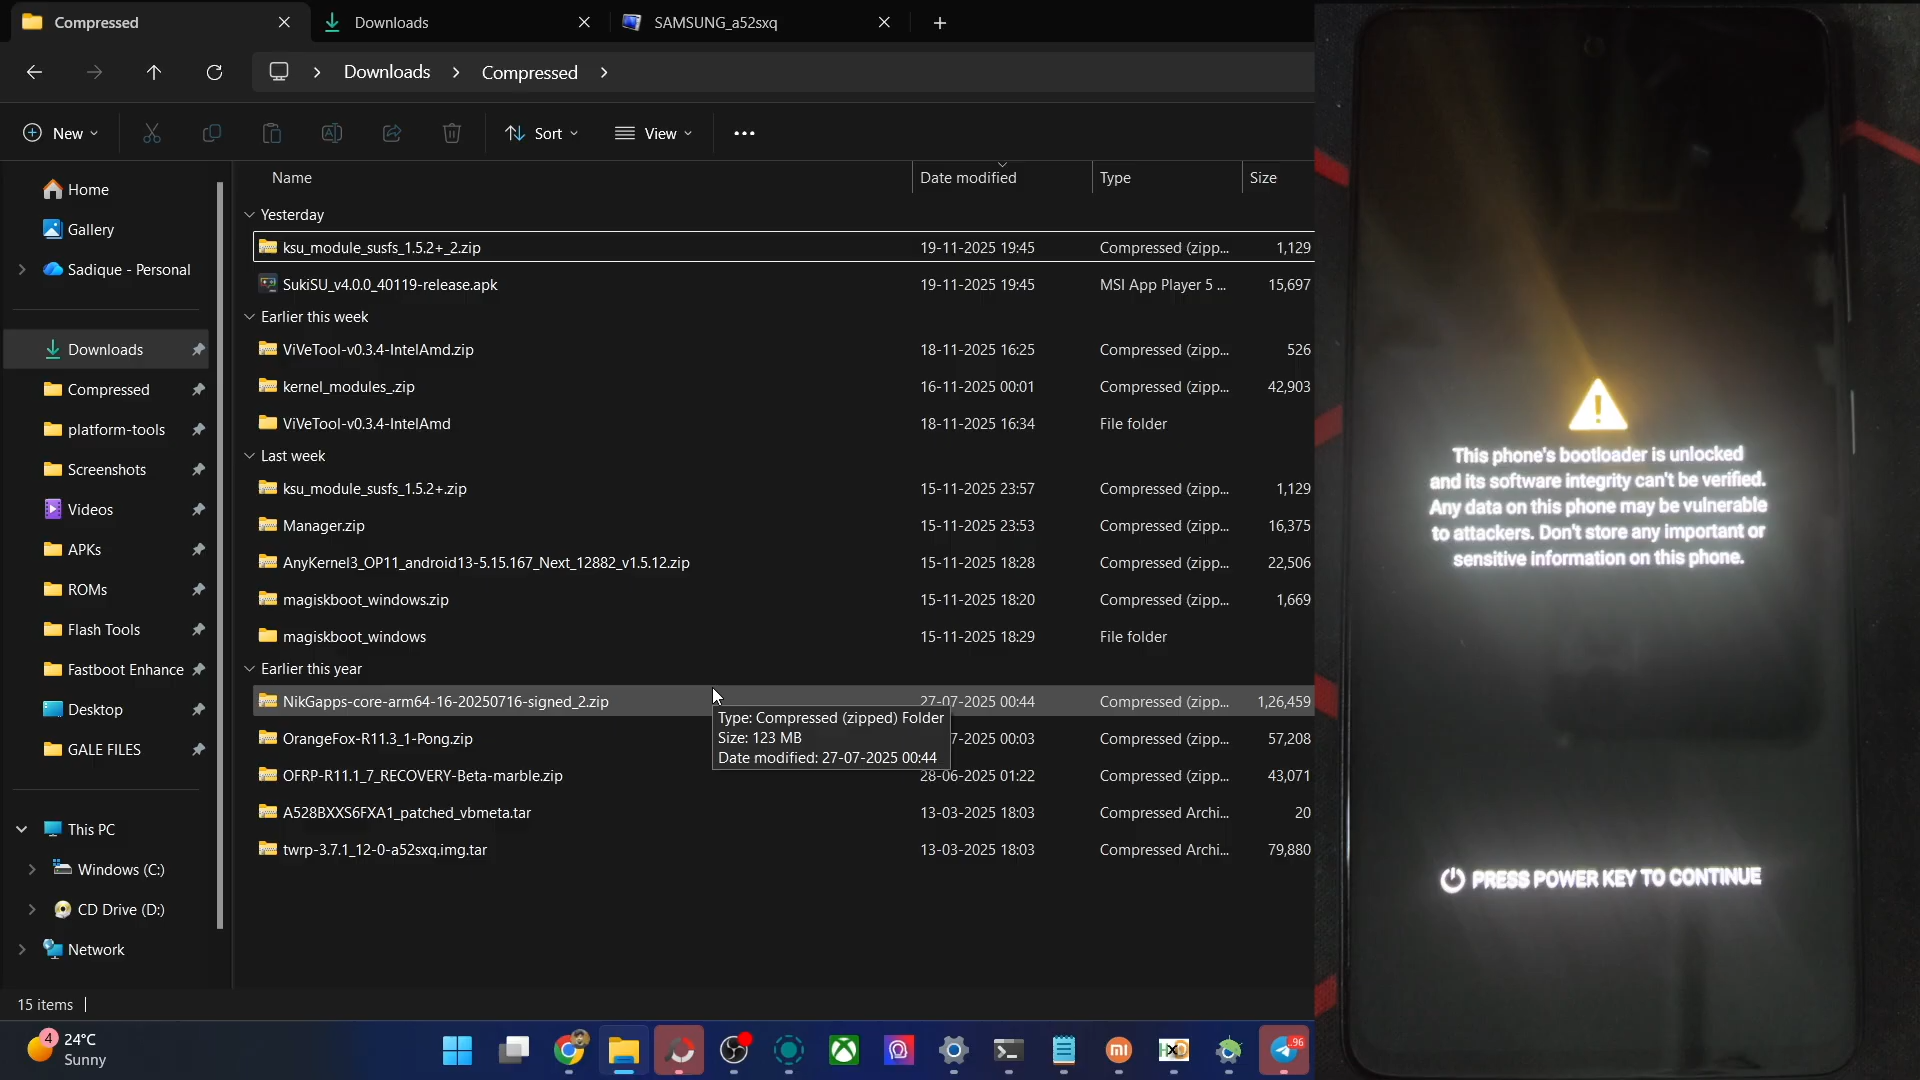 Compressed
Downloads
SAMSUNG_a52sxq
Downloads
Compressed
New
Sort
View
Name
Date modified
Type
Size
Home
Gallery
Sadique - Personal
Downloads
Compressed
platform-tools
Screenshots
Videos
APKs
ROMs
Flash Tools
Fastboot Enhance
Desktop
GALE FILES
This PC
Windows (C:)
CD Drive (D:)
Network
Yesterday
ksu_module_susfs_1.5.2+_2.zip 19-11-2025 19:45 Compressed (zipp... 1,129
SukiSU_v4.0.0_40119-release.apk 19-11-2025 19:45 MSI App Player 5 ... 15,697
Earlier this week
ViVeTool-v0.3.4-IntelAmd.zip 18-11-2025 16:25 Compressed (zipp... 526
kernel_modules_.zip 16-11-2025 00:01 Compressed (zipp... 42,903
ViVeTool-v0.3.4-IntelAmd 18-11-2025 16:34 File folder
Last week
ksu_module_susfs_1.5.2+.zip 15-11-2025 23:57 Compressed (zipp... 1,129
Manager.zip 15-11-2025 23:53 Compressed (zipp... 16,375
AnyKernel3_OP11_android13-5.15.167_Next_12882_v1.5.12.zip 15-11-2025 18:28 Compressed (zipp... 22,506
magiskboot_windows.zip 15-11-2025 18:20 Compressed (zipp... 1,669
magiskboot_windows 15-11-2025 18:29 File folder
Earlier this year
NikGapps-core-arm64-16-20250716-signed_2.zip 27-07-2025 00:44 Compressed (zipp... 1,26,459
OrangeFox-R11.3_1-Pong.zip 7-2025 00:03 Compressed (zipp... 57,208
OFRP-R11.1_7_RECOVERY-Beta-marble.zip 28-06-2025 01:22 Compressed (zipp... 43,071
A528BXXS6FXA1_patched_vbmeta.tar 13-03-2025 18:03 Compressed Archi... 20
twrp-3.7.1_12-0-a52sxq.img.tar 13-03-2025 18:03 Compressed Archi... 79,880
Type: Compressed (zipped) Folder
Size: 123 MB
Date modified: 27-07-2025 00:44
15 items
4
24°C
Sunny
mi
HXD
96
This phone's bootloader is unlocked
and its software integrity can't be verified.
Any data on this phone may be vulnerable
to attackers. Don't store any important or
sensitive information on this phone.
PRESS POWER KEY TO CONTINUE